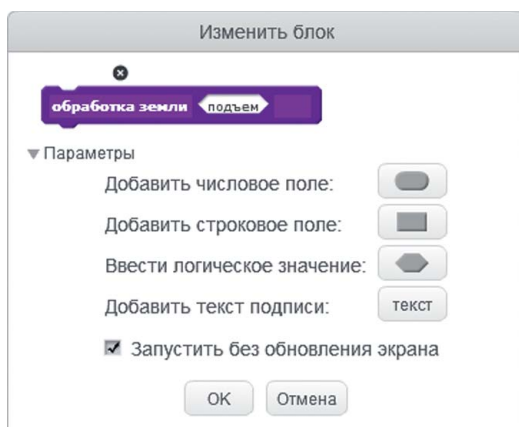 Изменить блок
обработка земли подъем
Параметры
Добавить числовое поле:
Добавить строковое поле:
Ввести логическое значение:
Добавить текст подписи: текст
Запустить без обновления экрана
ОК Отмена